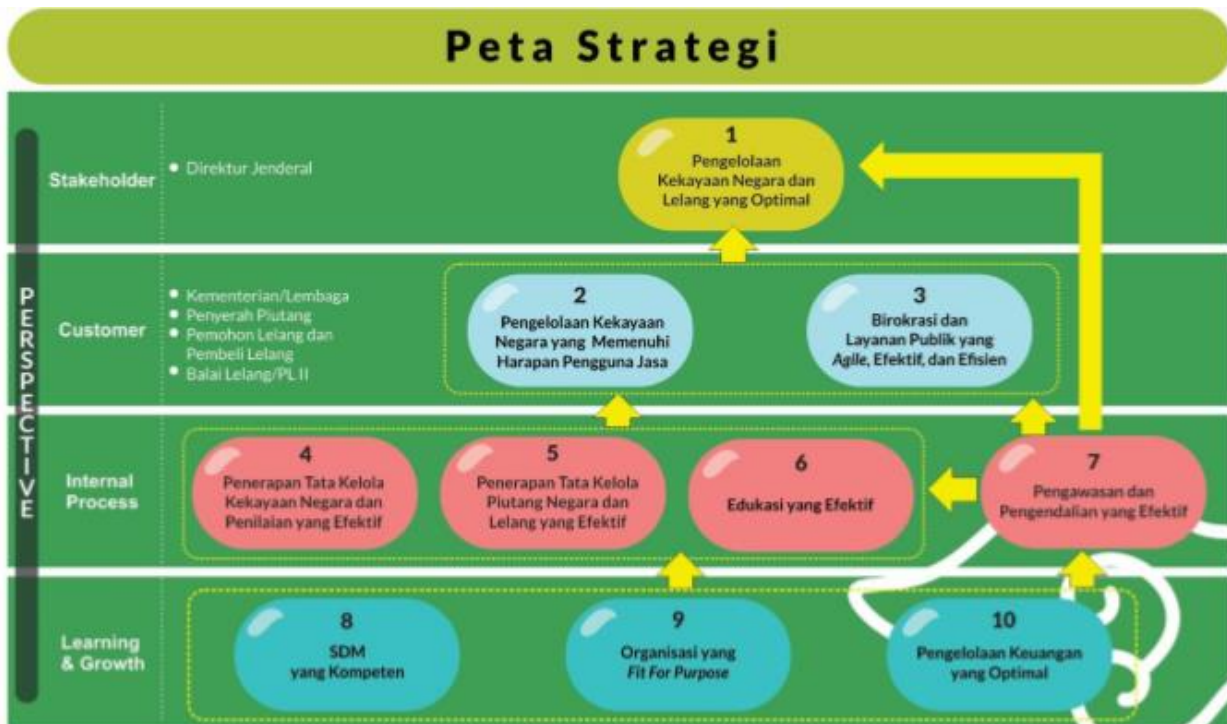 Peta Strategi
PERSPECTIVE
Stakeholder
• Direktur Jenderal
1
Pengelolaan
Kekayaan Negara dan
Lelang yang Optimal
Customer
• Kementerian/Lembaga
• Penyerah Piutang
• Pemohon Lelang dan
Pembeli Lelang
• Balai Lelang/PL II
2
Pengelolaan Kekayaan
Negara yang Memenuhi
Harapan Pengguna Jasa
3
Birokrasi dan
Layanan Publik yang
Agile, Efektif, dan Efisien
Internal
Process
4
Penerapan Tata Kelola
Kekayaan Negara dan
Penilaian yang Efektif
5
Penerapan Tata Kelola
Piutang Negara dan
Lelang yang Efektif
6
Edukasi yang Efektif
7
Pengawasan dan
Pengendalian yang Efektif
Learning
& Growth
8
SDM
yang Kompeten
9
Organisasi yang
Fit For Purpose
10
Pengelolaan Keuangan
yang Optimal